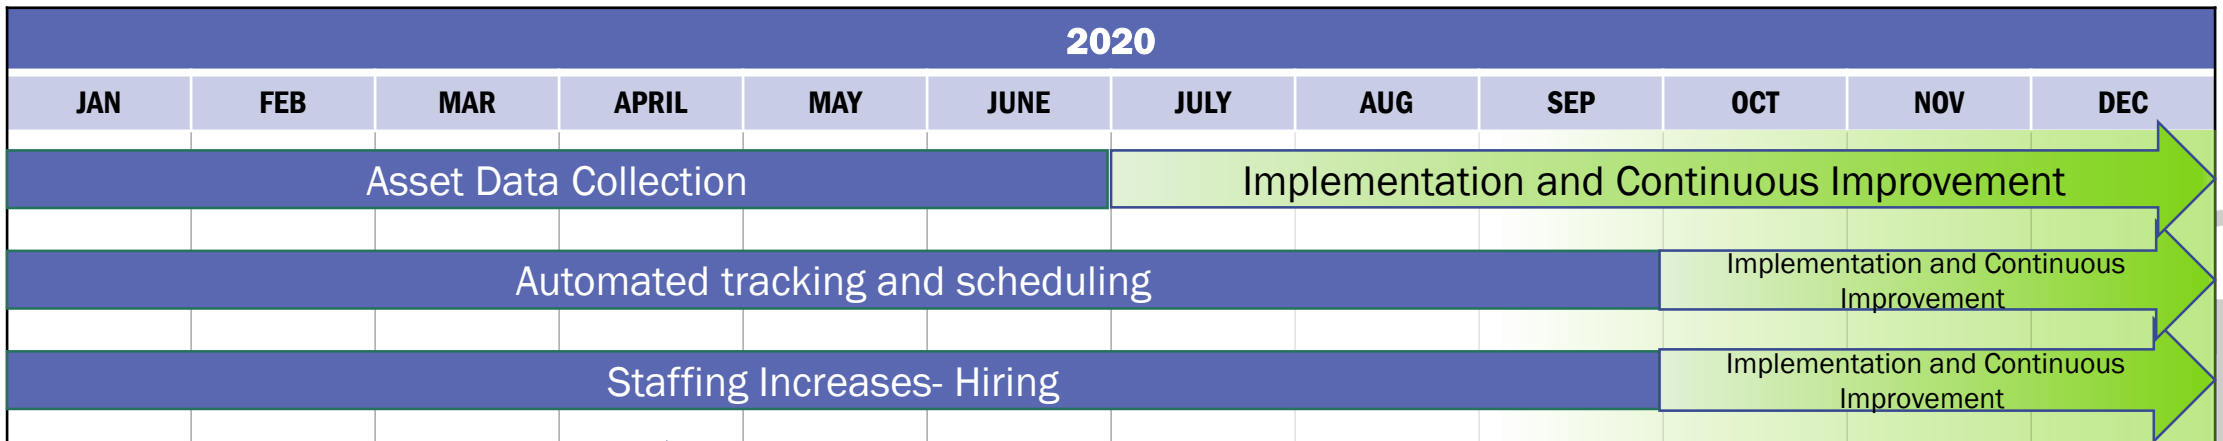 2020
JAN FEB MAR APRIL MAY JUNE JULY AUG SEP OCT NOV DEC
Asset Data Collection Implementation and Continuous Improvement
Automated tracking and scheduling Implementation and Continuous
Improvement
Staffing Increases- Hiring Implementation and Continuous
Improvement